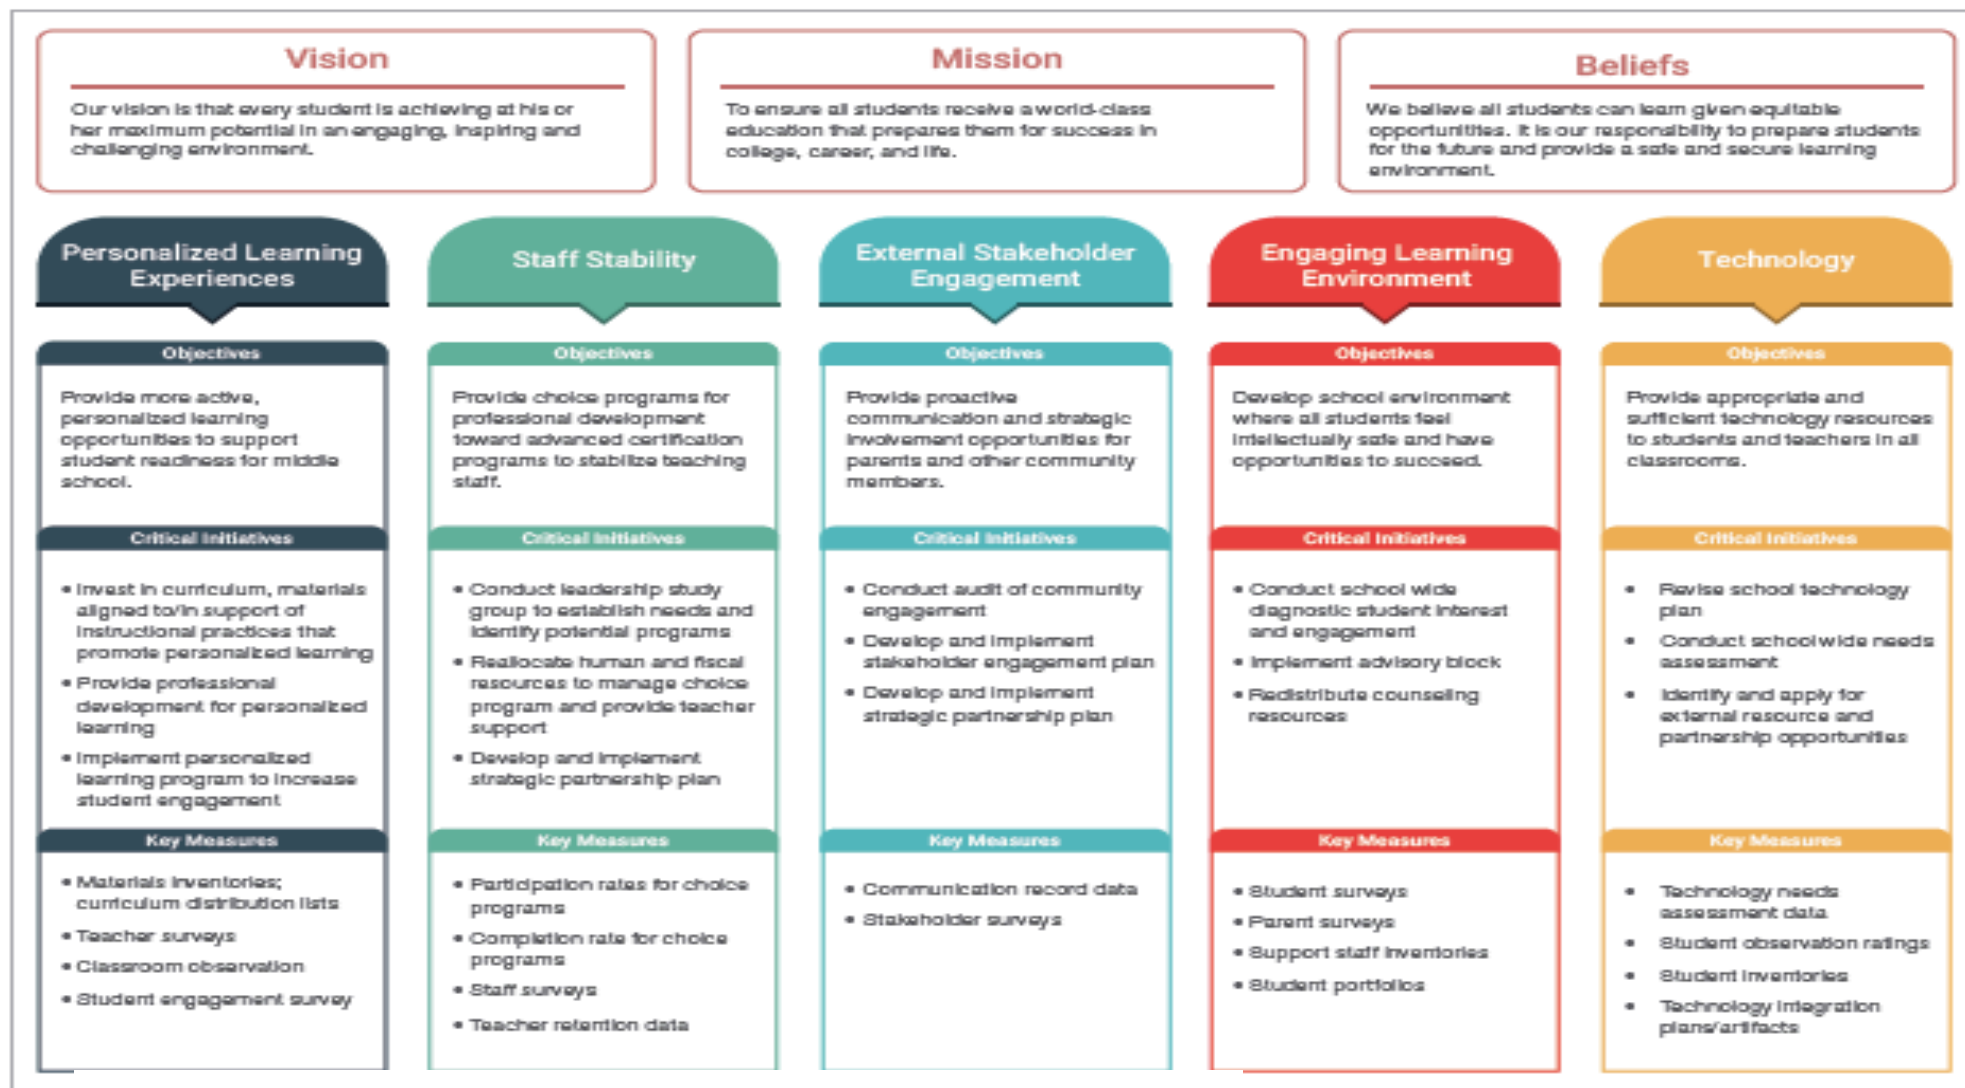 Vision
Our vision is that every student is achieving at his or
her maximum potential in an engaging, inspiring and
challenging environment.
Mission
To ensure all students receive a world-class
education that prepares them for success in
college, career, and life.
Beliefs
We believe all students can learn given equitable
opportunities. It is our responsibility to prepare students
for the future and provide a safe and secure learning
environment.
Personalized Learning
Experiences
Objectives
Provide more active,
personalized learning
opportunities to support
student readiness for middle
school.
Critical Initiatives
• Invest in curriculum, materials
aligned to/in support of
instructional practices that
promote personalized learning
• Provide professional
development for personalized
learning
• Implement personalized
learning program to increase
student engagement
Key Measures
• Materials inventories;
curriculum distribution lists
• Teacher surveys
• Classroom observation
• Student engagement survey
Staff Stability
Objectives
Provide choice programs for
professional development
toward advanced certification
programs to stabilize teaching
staff.
Critical Initiatives
• Conduct leadership study
group to establish needs and
identify potential programs
• Reallocate human and fiscal
resources to manage choice
program and provide teacher
support
• Develop and implement
strategic partnership plan
Key Measures
• Participation rates for choice
programs
• Completion rate for choice
programs
• Staff surveys
• Teacher retention data
External Stakeholder
Engagement
Objectives
Provide proactive
communication and strategic
involvement opportunities for
parents and other community
members.
Critical Initiatives
• Conduct audit of community
engagement
• Develop and implement
stakeholder engagement plan
• Develop and implement
strategic partnership plan
Key Measures
• Communication record data
• Stakeholder surveys
Engaging Learning
Environment
Objectives
Develop school environment
where all students feel
intellectually safe and have
opportunities to succeed.
Critical Initiatives
• Conduct school wide
diagnostic student interest
and engagement
• Implement advisory block
• Redistribute counseling
resources
Key Measures
• Student surveys
• Parent surveys
• Support staff inventories
• Student portfolios
Technology
Objectives
Provide appropriate and
sufficient technology resources
to students and teachers in all
classrooms.
Critical Initiatives
• Revise school technology
plan
• Conduct schoolwide needs
assessment
• Identify and apply for
external resource and
partnership opportunities
Key Measures
• Technology needs
assessment data
• Student observation ratings
• Student inventories
• Technology integration
plans/artifacts